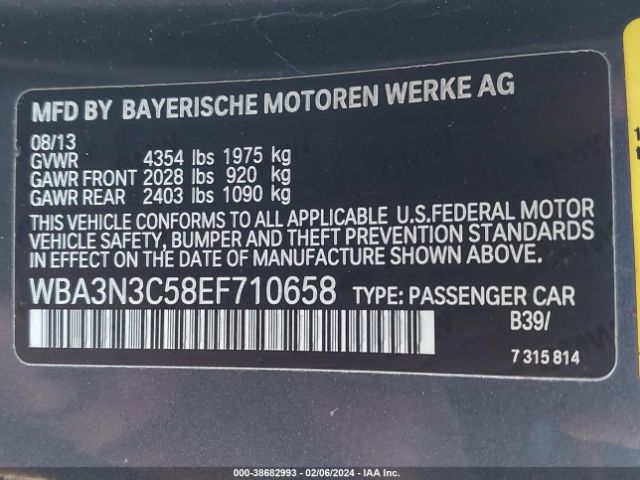 MFD BY BAYERISCHE MOTOREN WERKE AG
08/13
GVWR 4354 lbs 1975 kg
GAWR FRONT 2028 lbs 920 kg
GAWR REAR 2403 lbs 1090 kg
THIS VEHICLE CONFORMS TO ALL APPLICABLE U.S.FEDERAL MOTOR
VEHICLE SAFETY, BUMPER AND THEFT PREVENTION STANDARDS
IN EFFECT ON THE DATE OF MANUFACTURE SHOWN ABOVE.
WBA3N3C58EF710658 TYPE: PASSENGER CAR
B39/
7 315 814
000-38682993 - 02/06/2024 - IAAI.COM